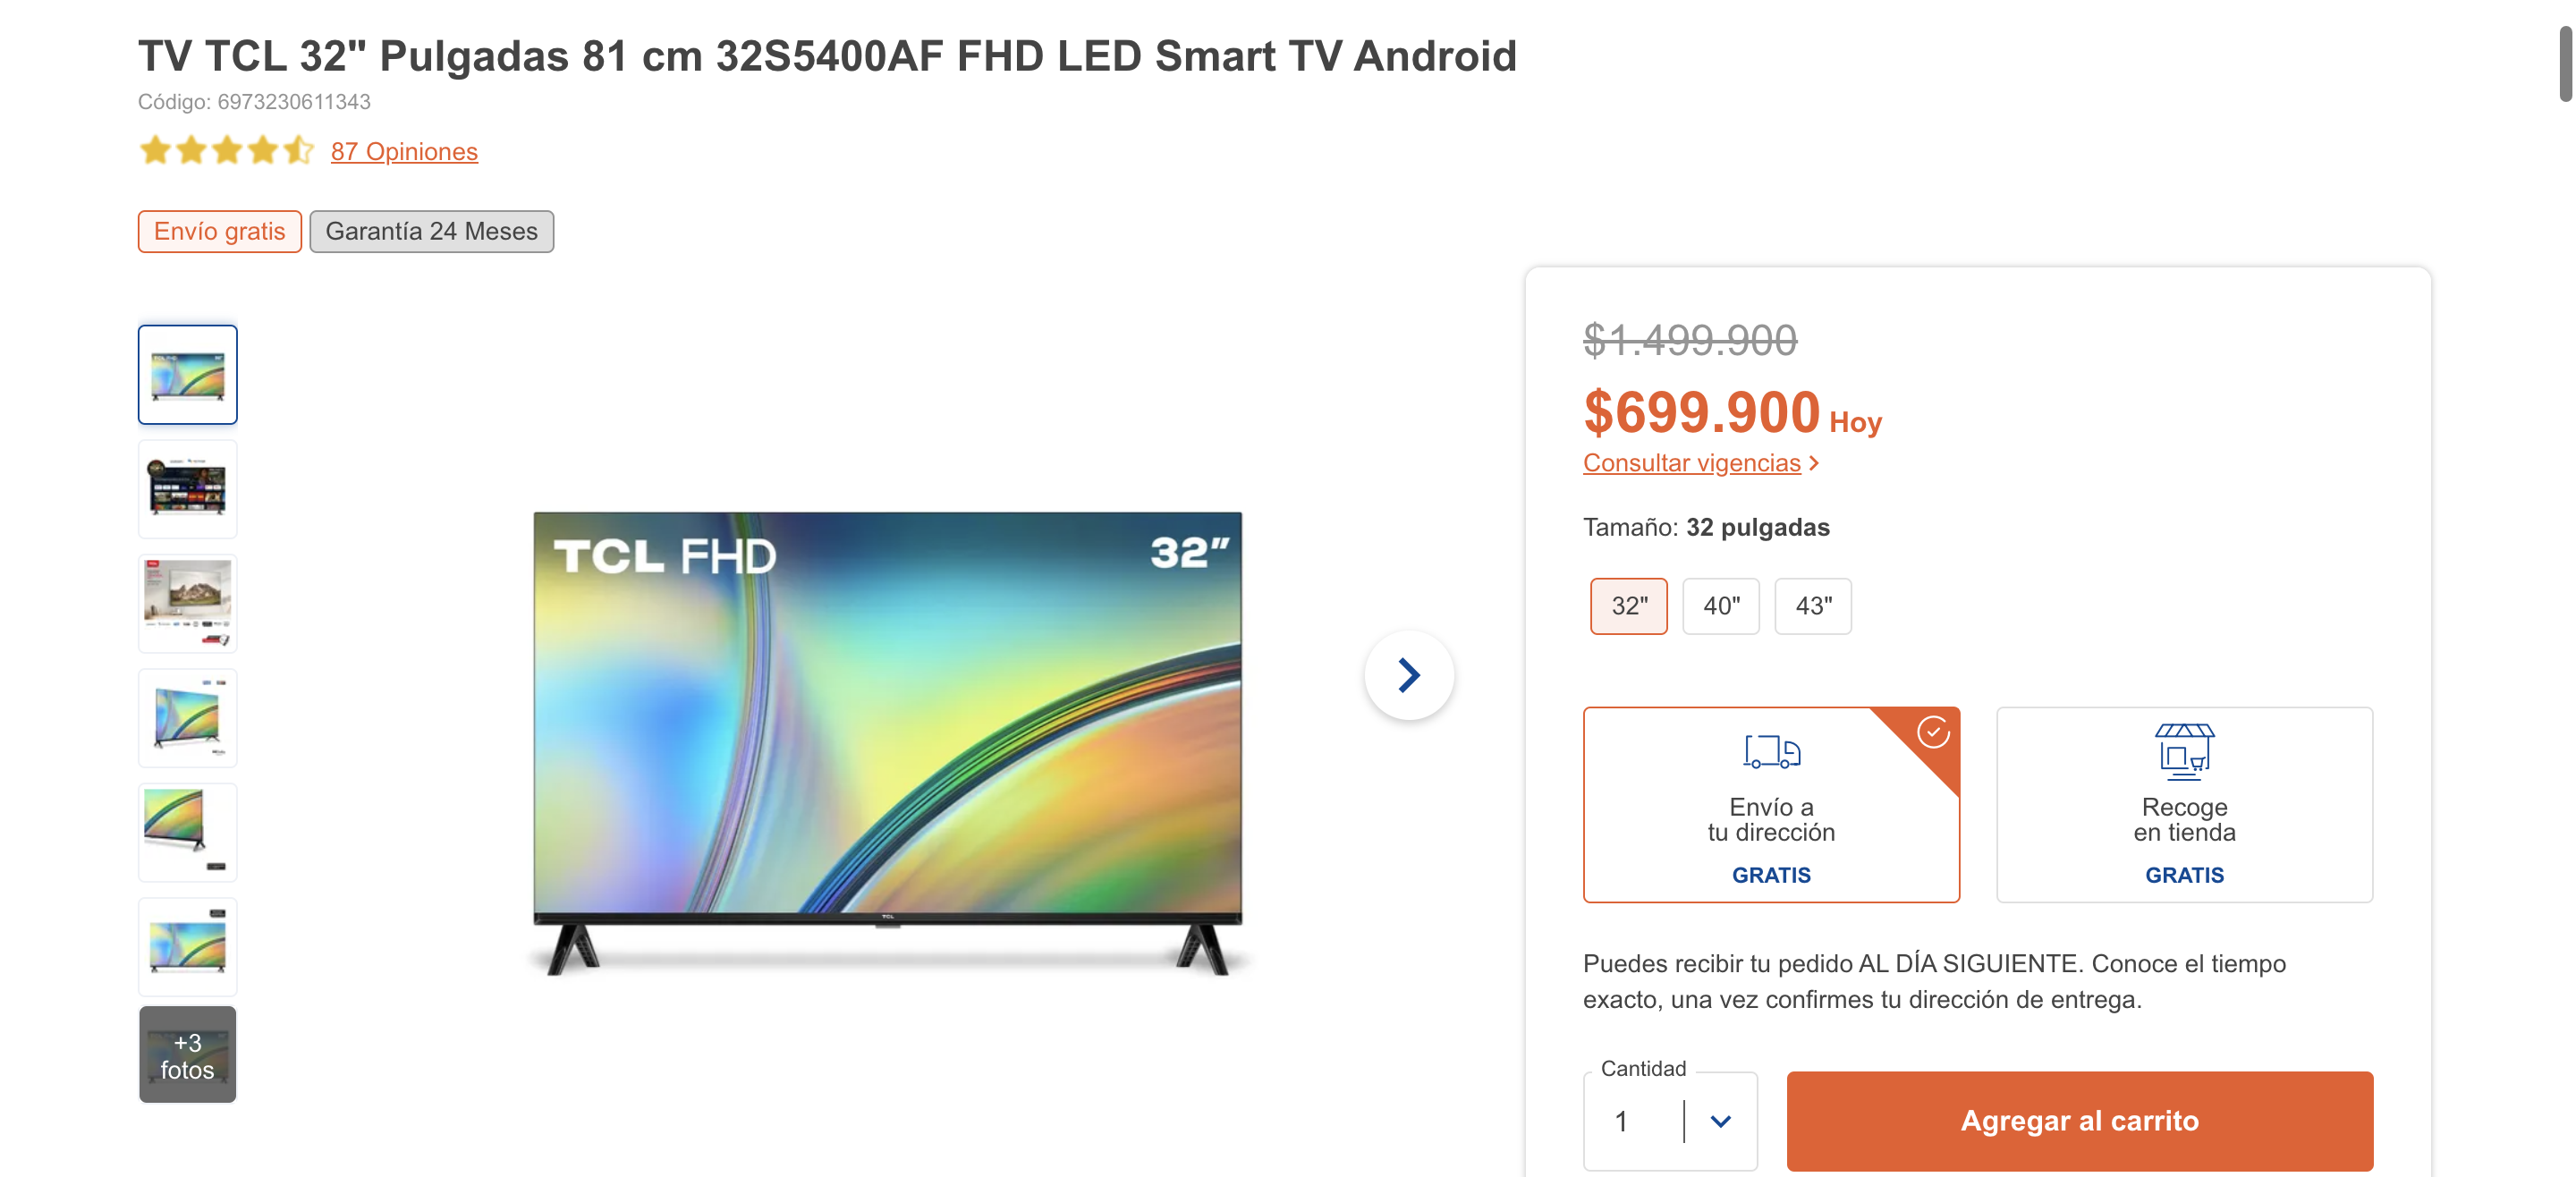 TV TCL 32" Pulgadas 81 cm 32S5400AF FHD LED Smart TV Android
Código: 6973230611343
87 Opiniones
Envío gratis
Garantía 24 Meses
+3
fotos
TCL FHD
32"
TCL
$1.499.900
$699.900 Hoy
Consultar vigencias
Tamaño: 32 pulgadas
32"
40"
43"
Envío a
tu dirección
GRATIS
Recoge
en tienda
GRATIS
Puedes recibir tu pedido AL DÍA SIGUIENTE. Conoce el tiempo
exacto, una vez confirmes tu dirección de entrega.
Cantidad
1
Agregar al carrito